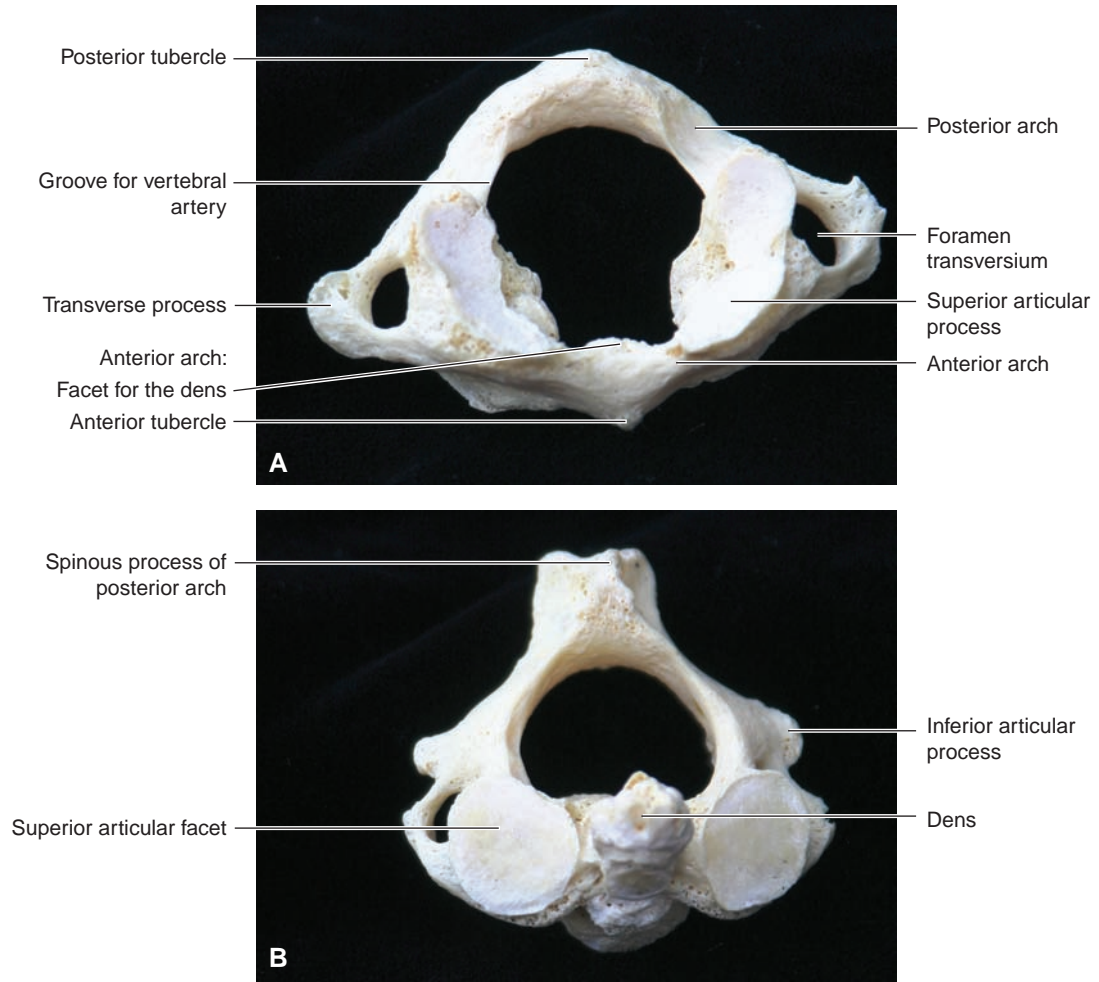 Posterior tubercle
Posterior arch
Groove for vertebral
artery
Foramen
transversium
Transverse process
Superior articular
process
Anterior arch:
Facet for the dens
Anterior arch
Anterior tubercle
A
Spinous process of
posterior arch
Inferior articular
process
Superior articular facet
Dens
B